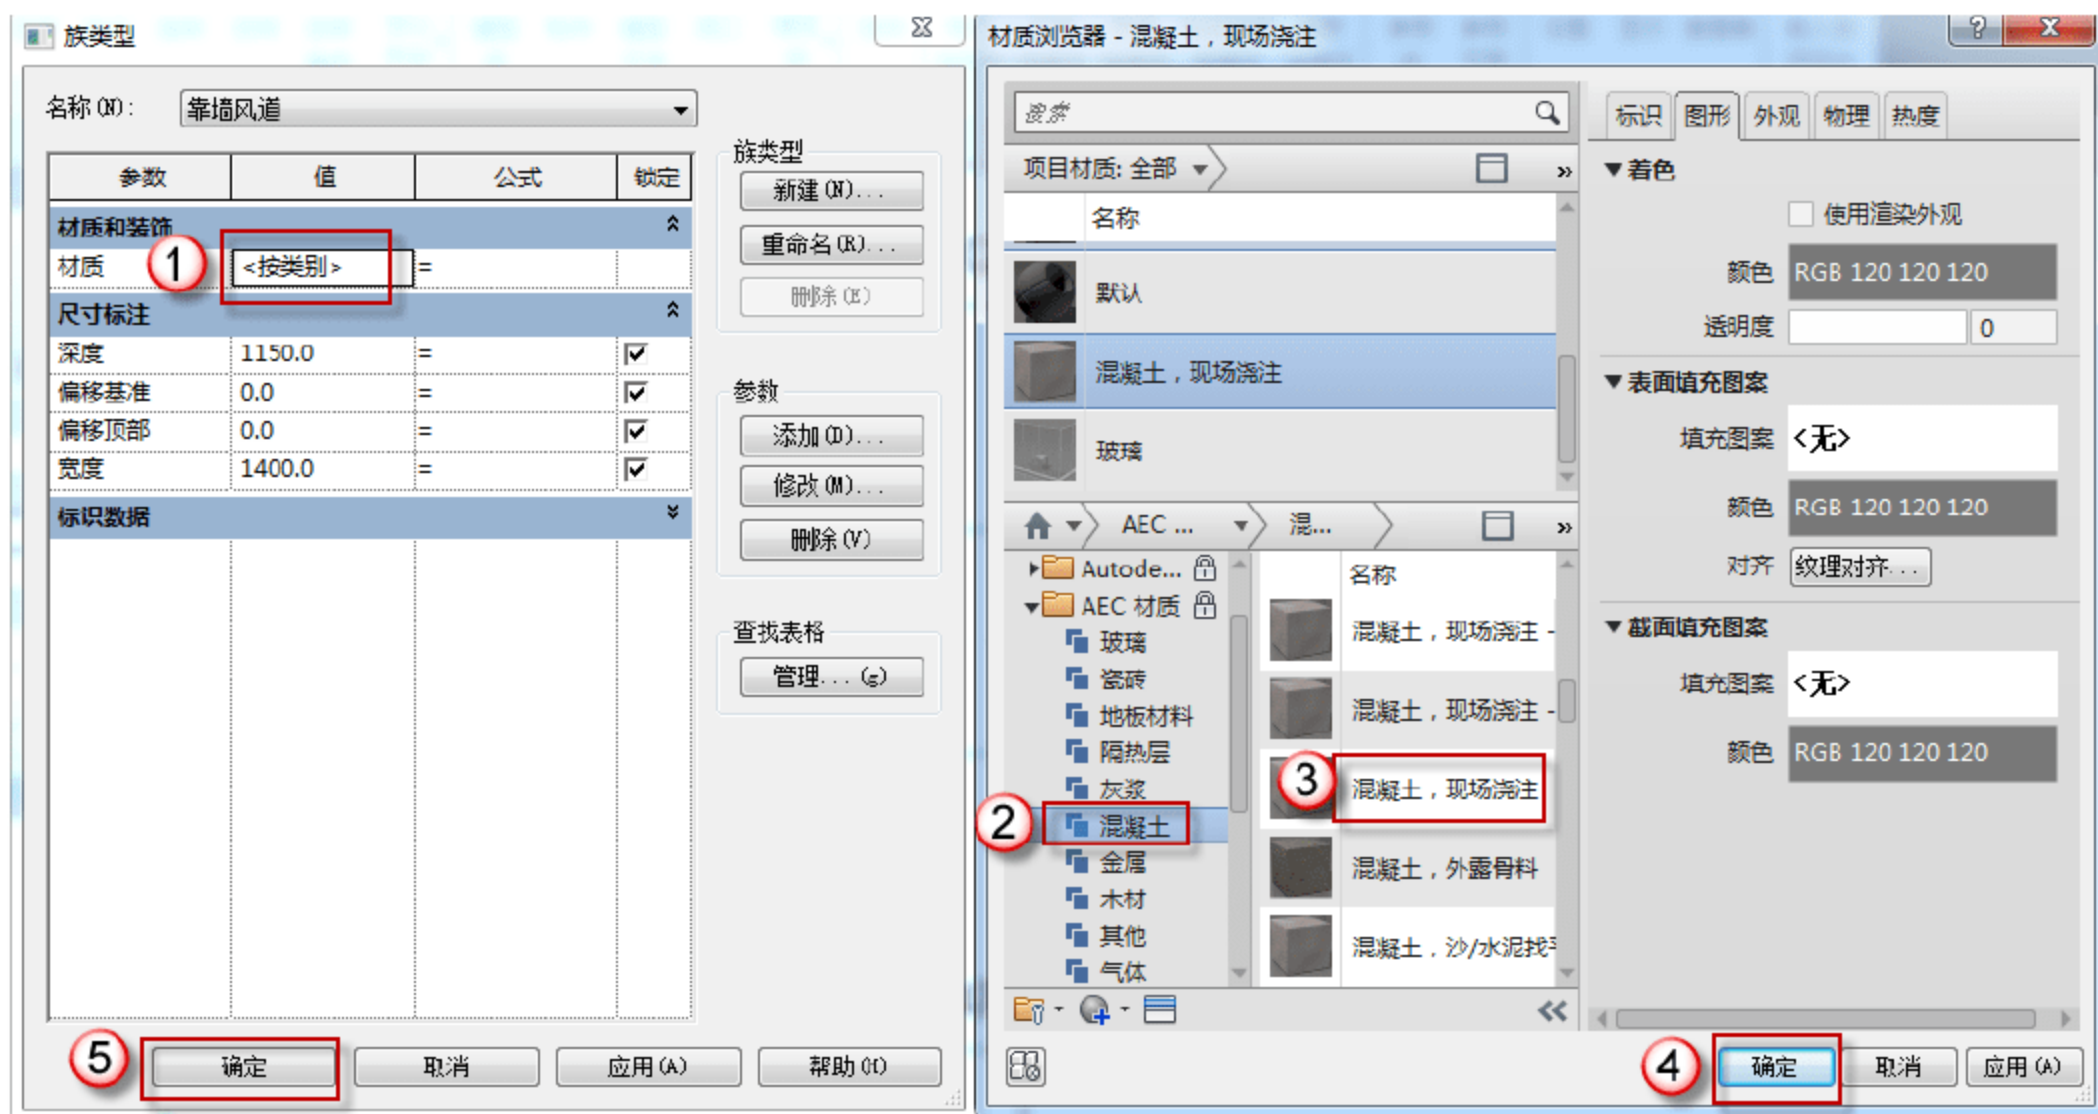 族类型
名称(N):
靠墙风道
参数 值 公式 锁定
材质和装饰
① 材质 <按类别> =
尺寸标注
深度 1150.0 =
偏移基准 0.0 =
偏移顶部 0.0 =
宽度 1400.0 =
标识数据
族类型
新建(N)...
重命名(R)...
删除(E)
参数
添加(D)...
修改(M)...
删除(V)
查找表格
管理...(G)
⑤ 确定 取消 应用(A) 帮助(H)
材质浏览器 - 混凝土，现场浇注
搜索
项目材质: 全部
»
名称
默认
混凝土，现场浇注
玻璃
AEC ... 混...
»
Autode...
AEC 材质
玻璃
瓷砖
地板材料
隔热层
灰浆
② 混凝土
金属
木材
其他
气体
名称
混凝土，现场浇注 -
混凝土，现场浇注 -
③ 混凝土，现场浇注
混凝土，外露骨料
混凝土，沙/水泥找
标识 图形 外观 物理 热度
▼着色
使用渲染外观
颜色 RGB 120 120 120
透明度 0
▼表面填充图案
填充图案 <无>
颜色 RGB 120 120 120
对齐 纹理对齐...
▼截面填充图案
填充图案 <无>
颜色 RGB 120 120 120
④ 确定 取消 应用(A)